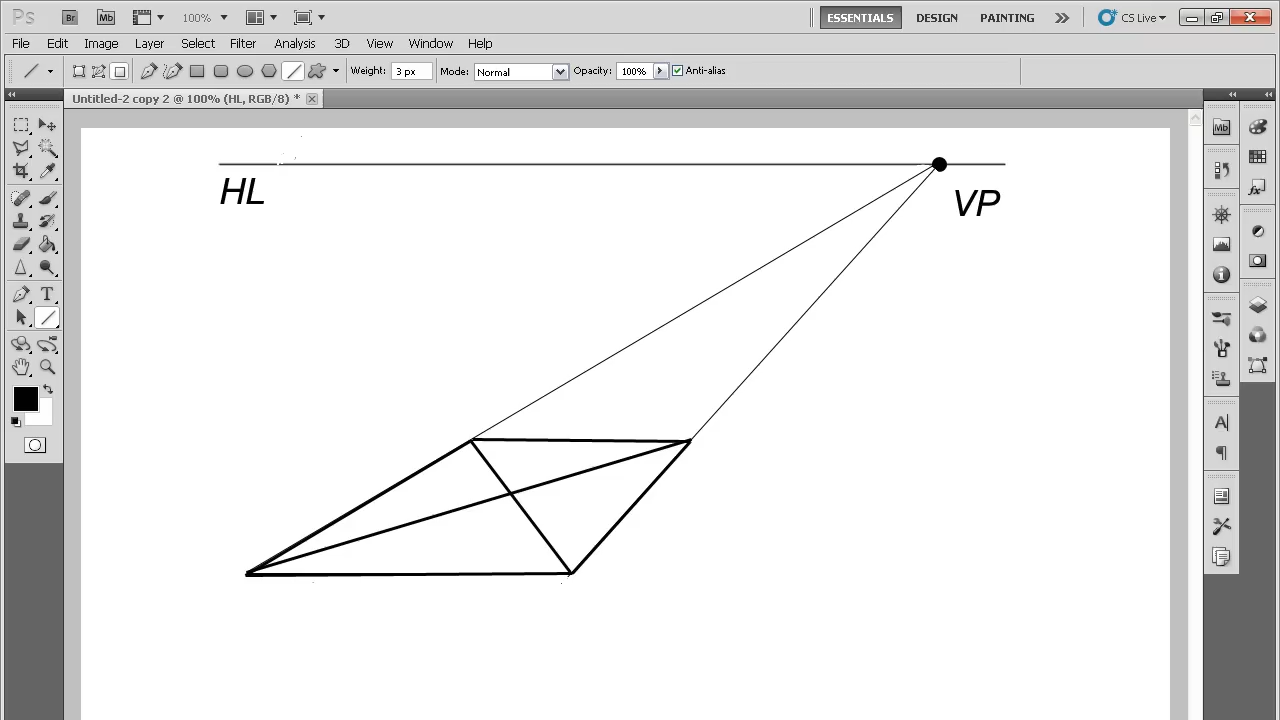 Ps Br Mb 100% ESSENTIALS DESIGN PAINTING CS Live
File Edit Image Layer Select Filter Analysis 3D View Window Help
Weight: 3 px Mode: Normal Opacity: 100% Anti-alias
Untitled-2 copy 2 @ 100% (HL, RGB/8) *
Mb
HL
VP